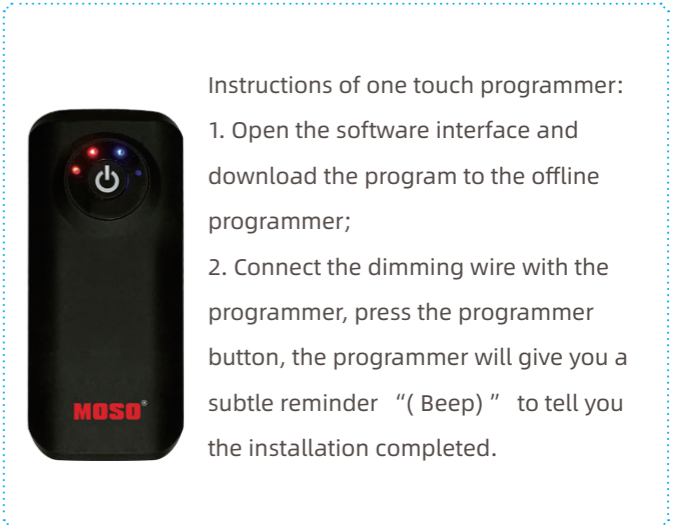 Instructions of one touch programmer:
1. Open the software interface and
download the program to the offline
programmer;
2. Connect the dimming wire with the
programmer, press the programmer
button, the programmer will give you a
subtle reminder “( Beep) ” to tell you
the installation completed.
MOSO®